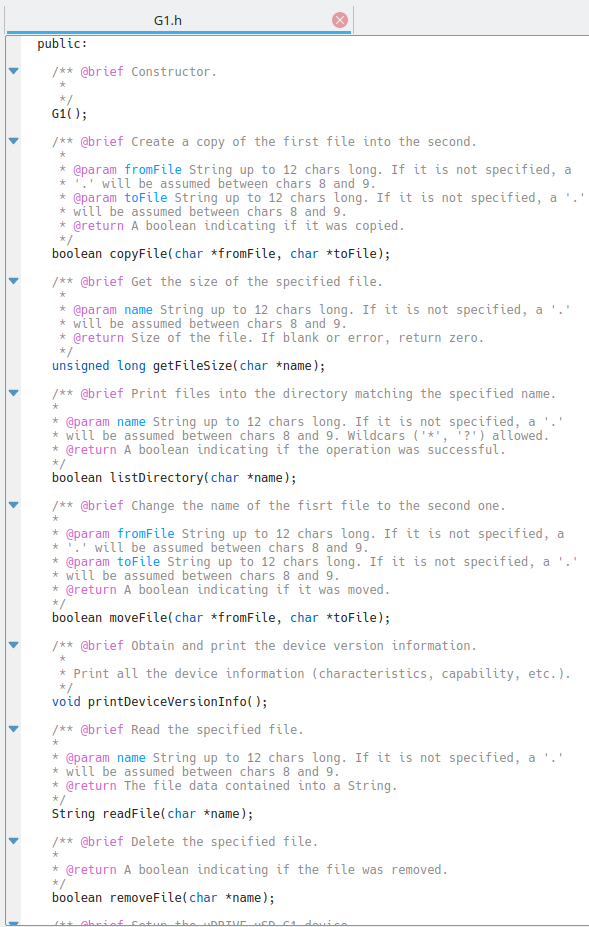 G1.h
public:
/** @brief Constructor.
*
*/
G1();
/** @brief Create a copy of the first file into the second.
*
* @param fromFile String up to 12 chars long. If it is not specified, a
* '.' will be assumed between chars 8 and 9.
* @param toFile String up to 12 chars long. If it is not specified, a '.'
* will be assumed between chars 8 and 9.
* @return A boolean indicating if it was copied.
*/
boolean copyFile(char *fromFile, char *toFile);
/** @brief Get the size of the specified file.
*
* @param name String up to 12 chars long. If it is not specified, a '.'
* will be assumed between chars 8 and 9.
* @return Size of the file. If blank or error, return zero.
*/
unsigned long getFileSize(char *name);
/** @brief Print files into the directory matching the specified name.
*
* @param name String up to 12 chars long. If it is not specified, a '.'
* will be assumed between chars 8 and 9. Wildcars ('*', '?') allowed.
* @return A boolean indicating if the operation was successful.
*/
boolean listDirectory(char *name);
/** @brief Change the name of the fisrt file to the second one.
*
* @param fromFile String up to 12 chars long. If it is not specified, a
* '.' will be assumed between chars 8 and 9.
* @param toFile String up to 12 chars long. If it is not specified, a '.'
* will be assumed between chars 8 and 9.
* @return A boolean indicating if it was moved.
*/
boolean moveFile(char *fromFile, char *toFile);
/** @brief Obtain and print the device version information.
*
* Print all the device information (characteristics, capability, etc.).
*/
void printDeviceVersionInfo();
/** @brief Read the specified file.
*
* @param name String up to 12 chars long. If it is not specified, a '.'
* will be assumed between chars 8 and 9.
* @return The file data contained into a String.
*/
String readFile(char *name);
/** @brief Delete the specified file.
*
* @return A boolean indicating if the file was removed.
*/
boolean removeFile(char *name);
/** @brief Setup the uDRIVE uSD G1 device